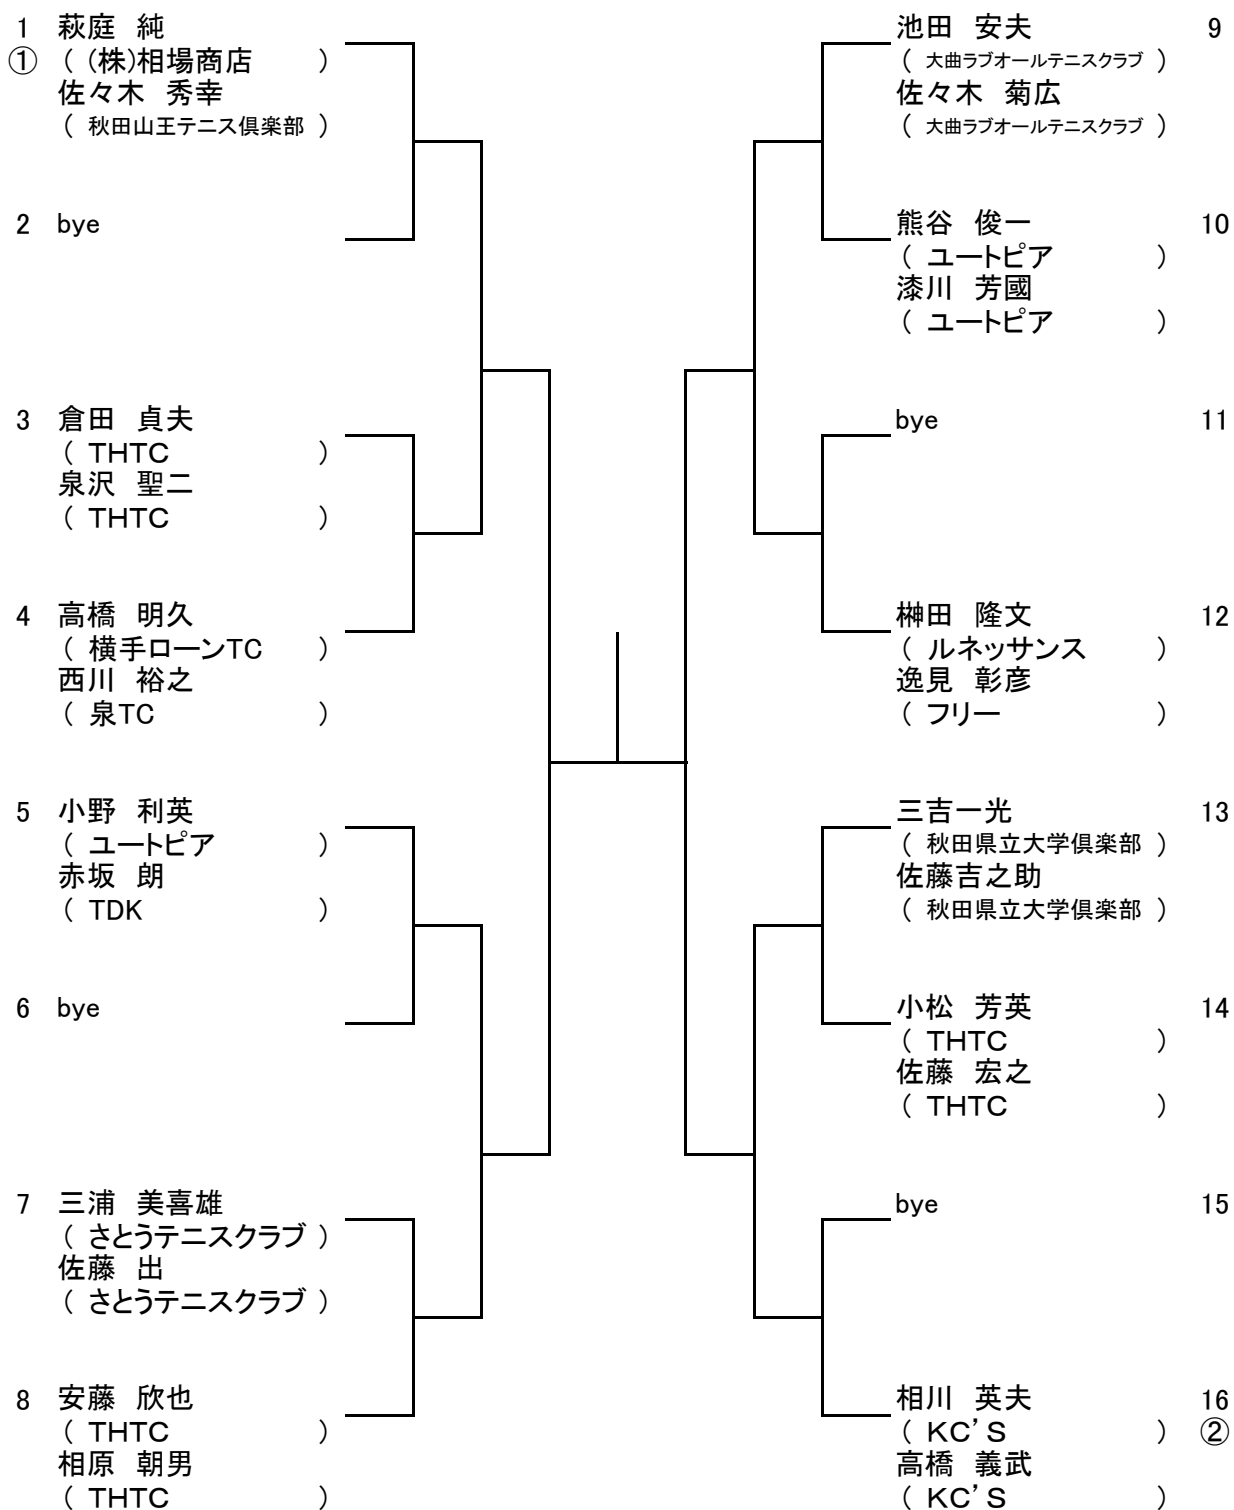 1 萩庭 純
① ( (株)相場商店 )
佐々木 秀幸
( 秋田山王テニス倶楽部 )
2 bye
3 倉田 貞夫
( THTC )
泉沢 聖二
( THTC )
4 高橋 明久
( 横手ローンTC )
西川 裕之
( 泉TC )
5 小野 利英
( ユートピア )
赤坂 朗
( TDK )
6 bye
7 三浦 美喜雄
( さとうテニスクラブ )
佐藤 出
( さとうテニスクラブ )
8 安藤 欣也
( THTC )
相原 朝男
( THTC )
池田 安夫 9
( 大曲ラブオールテニスクラブ )
佐々木 菊広
( 大曲ラブオールテニスクラブ )
熊谷 俊一 10
( ユートピア )
漆川 芳國
( ユートピア )
bye 11
榊田 隆文 12
( ルネッサンス )
逸見 彰彦
( フリー )
三吉一光 13
( 秋田県立大学倶楽部 )
佐藤吉之助
( 秋田県立大学倶楽部 )
小松 芳英 14
( THTC )
佐藤 宏之
( THTC )
bye 15
相川 英夫 16
( KC'S ) ②
高橋 義武
( KC'S )